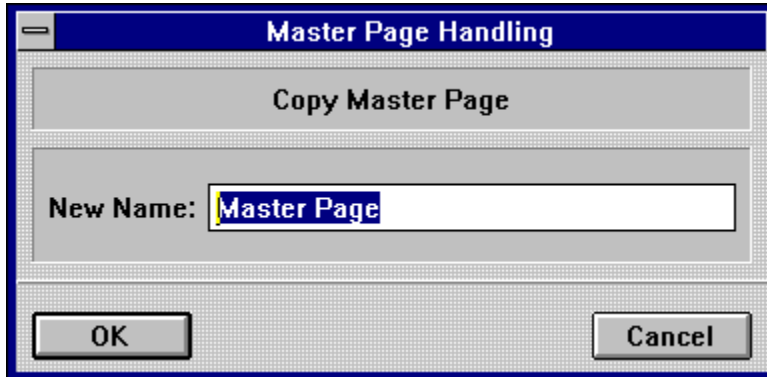 Master Page Handling
Copy Master Page
New Name: Master Page
OK Cancel